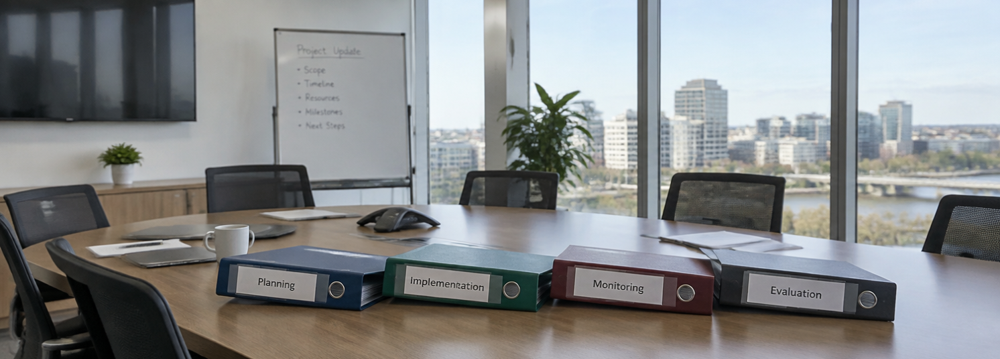 Project Update
• Scope
• Timeline
• Resources
• Milestones
• Next Steps
Planning
Implementation
Monitoring
Evaluation